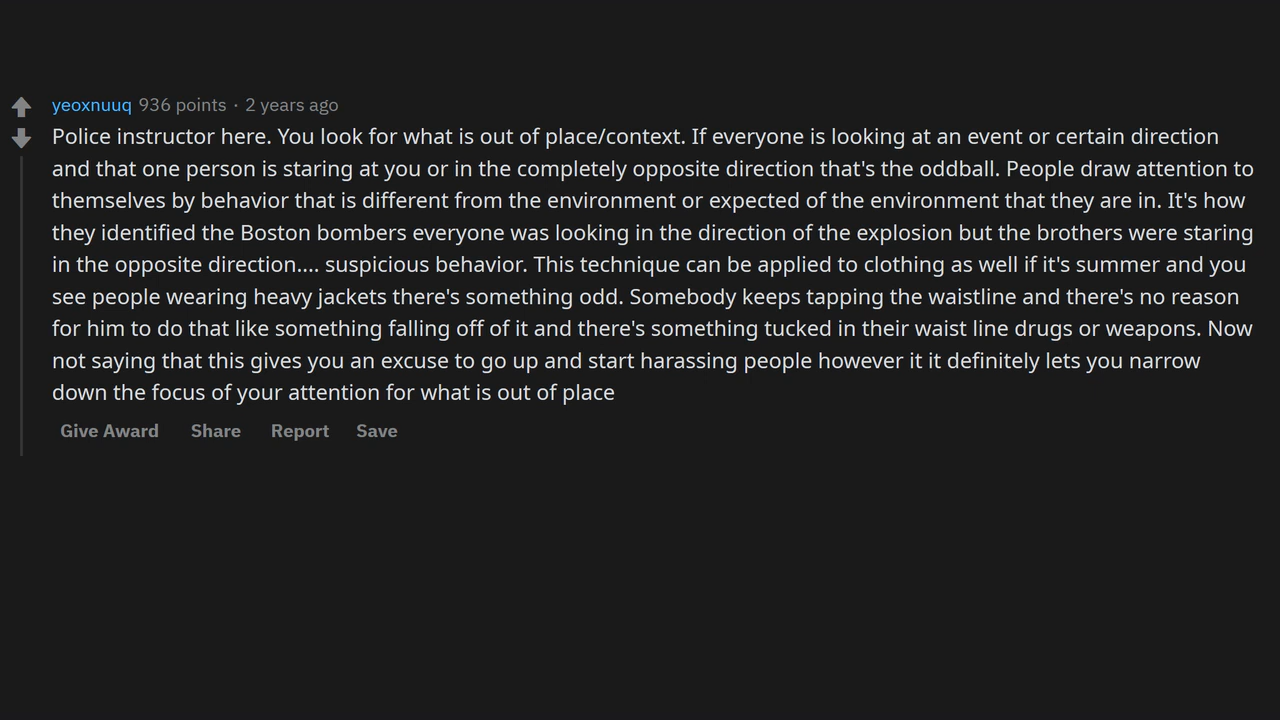 yeoxnuuq 936 points · 2 years ago
Police instructor here. You look for what is out of place/context. If everyone is looking at an event or certain direction
and that one person is staring at you or in the completely opposite direction that's the oddball. People draw attention to
themselves by behavior that is different from the environment or expected of the environment that they are in. It's how
they identified the Boston bombers everyone was looking in the direction of the explosion but the brothers were staring
in the opposite direction.... suspicious behavior. This technique can be applied to clothing as well if it's summer and you
see people wearing heavy jackets there's something odd. Somebody keeps tapping the waistline and there's no reason
for him to do that like something falling off of it and there's something tucked in their waist line drugs or weapons. Now
not saying that this gives you an excuse to go up and start harassing people however it it definitely lets you narrow
down the focus of your attention for what is out of place
Give Award Share Report Save